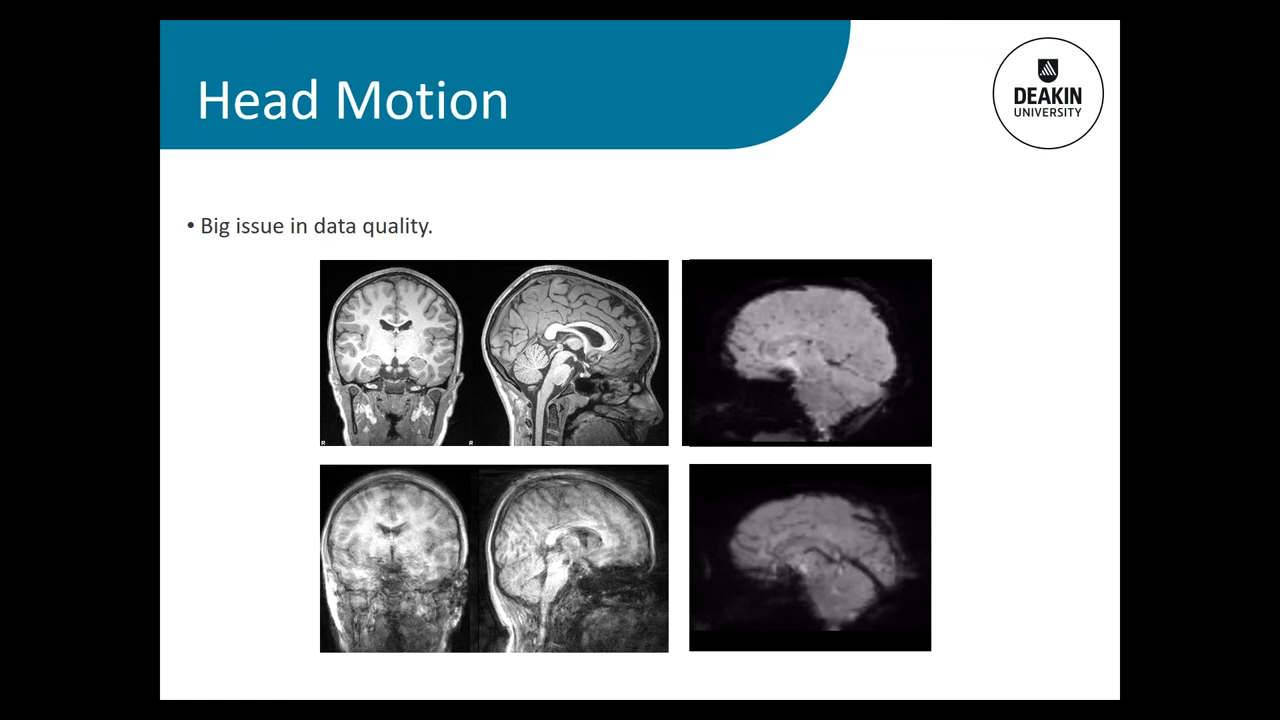 Head Motion
DEAKIN
UNIVERSITY
• Big issue in data quality.
R
R